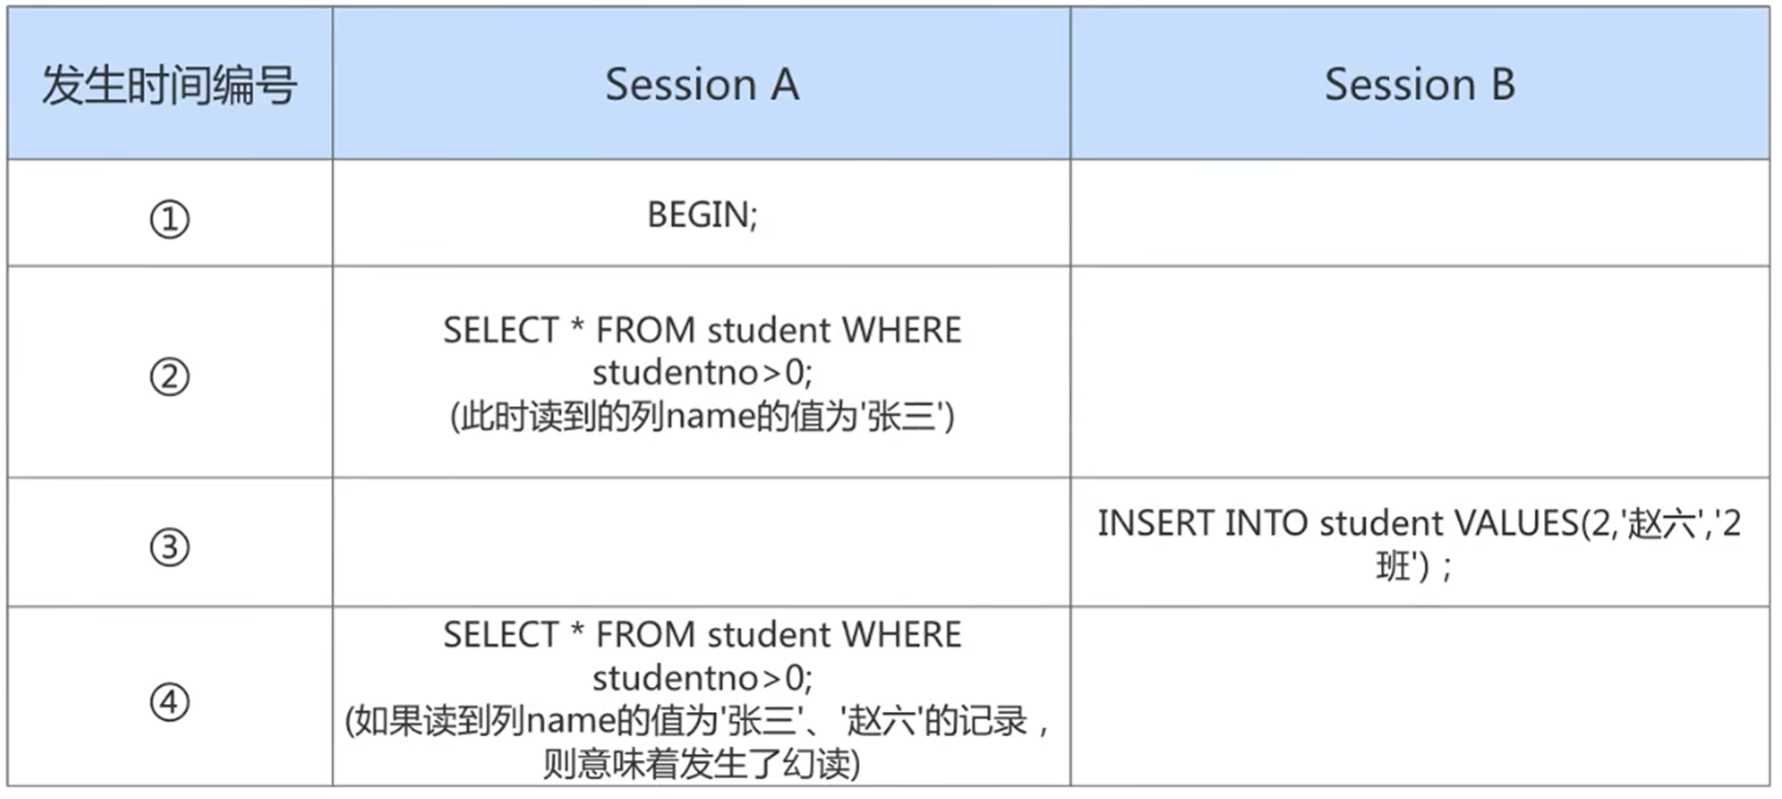 发生时间编号 Session A Session B
① BEGIN;
② SELECT * FROM student WHERE
studentno>0;
(此时读到的列name的值为'张三')
③ INSERT INTO student VALUES(2,'赵六','2
班') ;
④ SELECT * FROM student WHERE
studentno>0;
(如果读到列name的值为'张三'、'赵六'的记录，
则意味着发生了幻读)